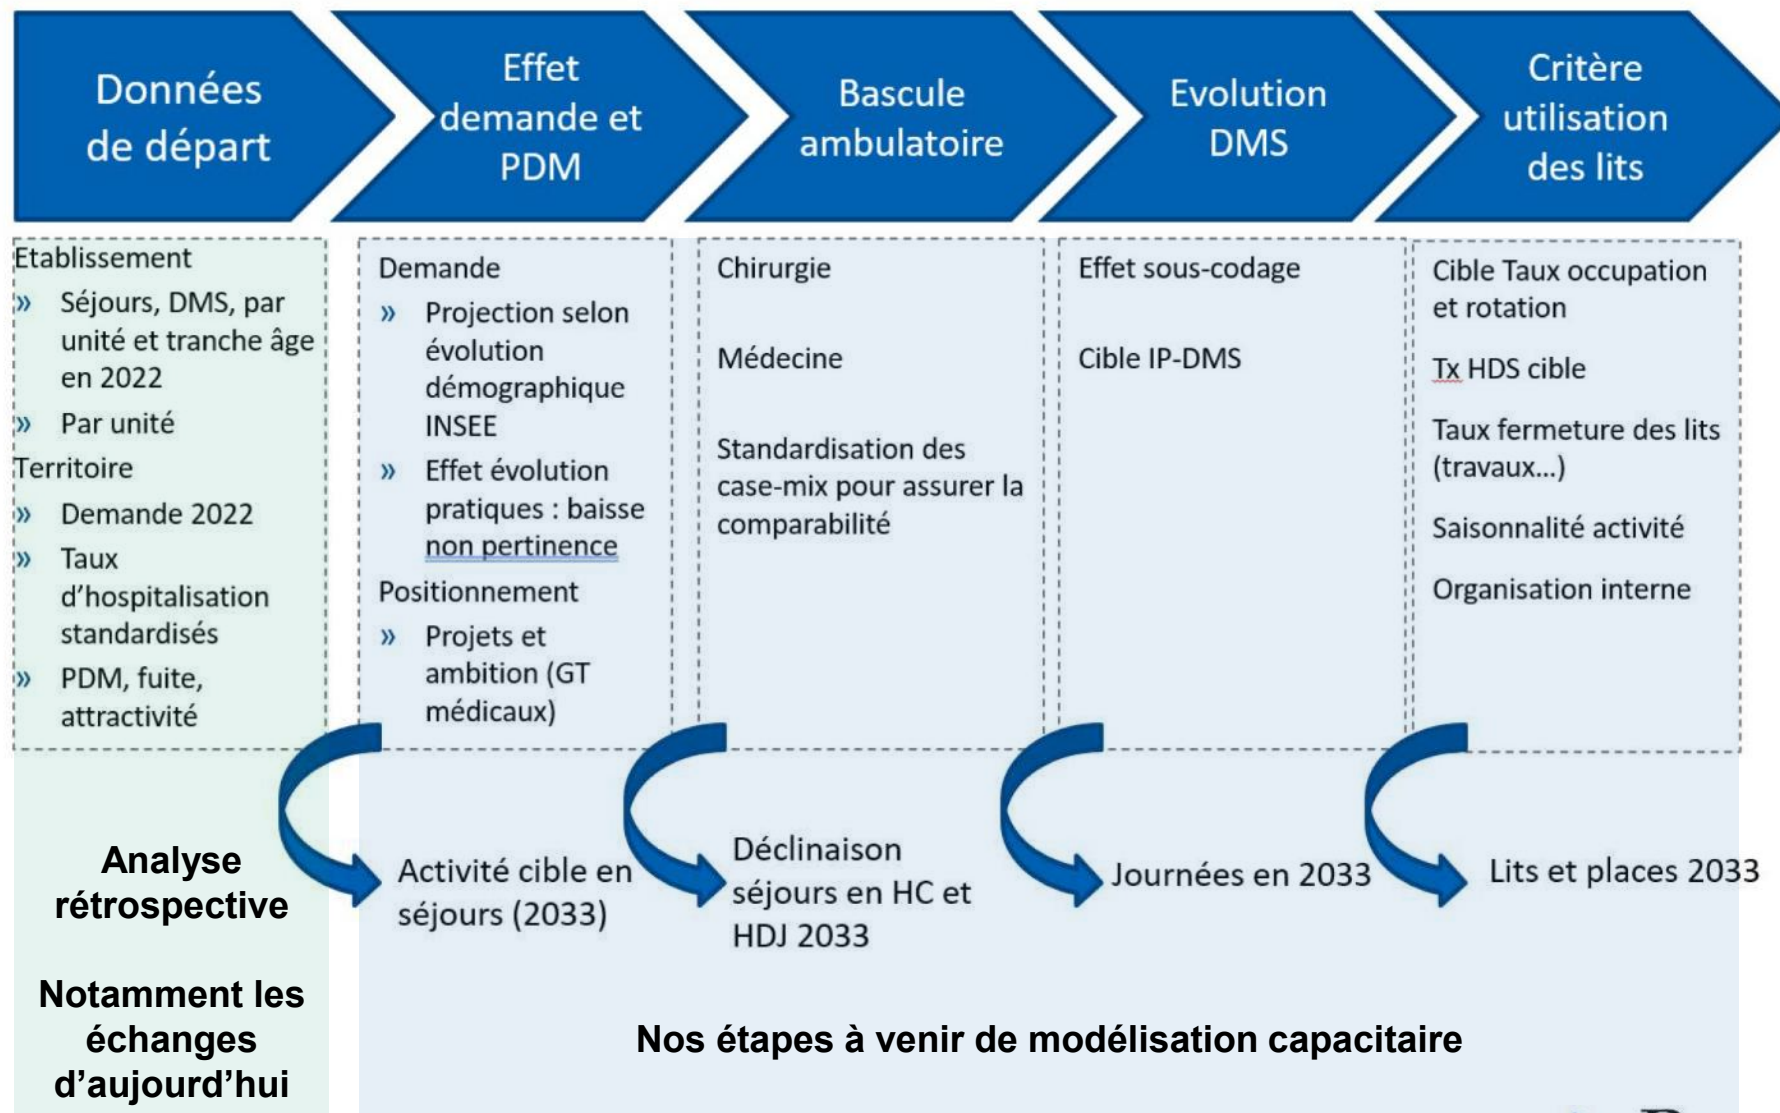 Données
de départ
Effet
demande et
PDM
Bascule
ambulatoire
Evolution
DMS
Critère
utilisation
des lits
Etablissement
» Séjours, DMS, par
unité et tranche âge
en 2022
» Par unité
Territoire
» Demande 2022
» Taux
d’hospitalisation
standardisés
» PDM, fuite,
attractivité
Demande
» Projection selon
évolution
démographique
INSEE
» Effet évolution
pratiques : baisse
non pertinence
Positionnement
» Projets et
ambition (GT
médicaux)
Chirurgie
Médecine
Standardisation des
case-mix pour assurer la
comparabilité
Effet sous-codage
Cible IP-DMS
Cible Taux occupation
et rotation
Tx HDS cible
Taux fermeture des lits
(travaux...)
Saisonnalité activité
Organisation interne
Analyse
rétrospective
Notamment les
échanges
d’aujourd’hui
Activité cible en
séjours (2033)
Déclinaison
séjours en HC et
HDJ 2033
Journées en 2033
Lits et places 2033
Nos étapes à venir de modélisation capacitaire